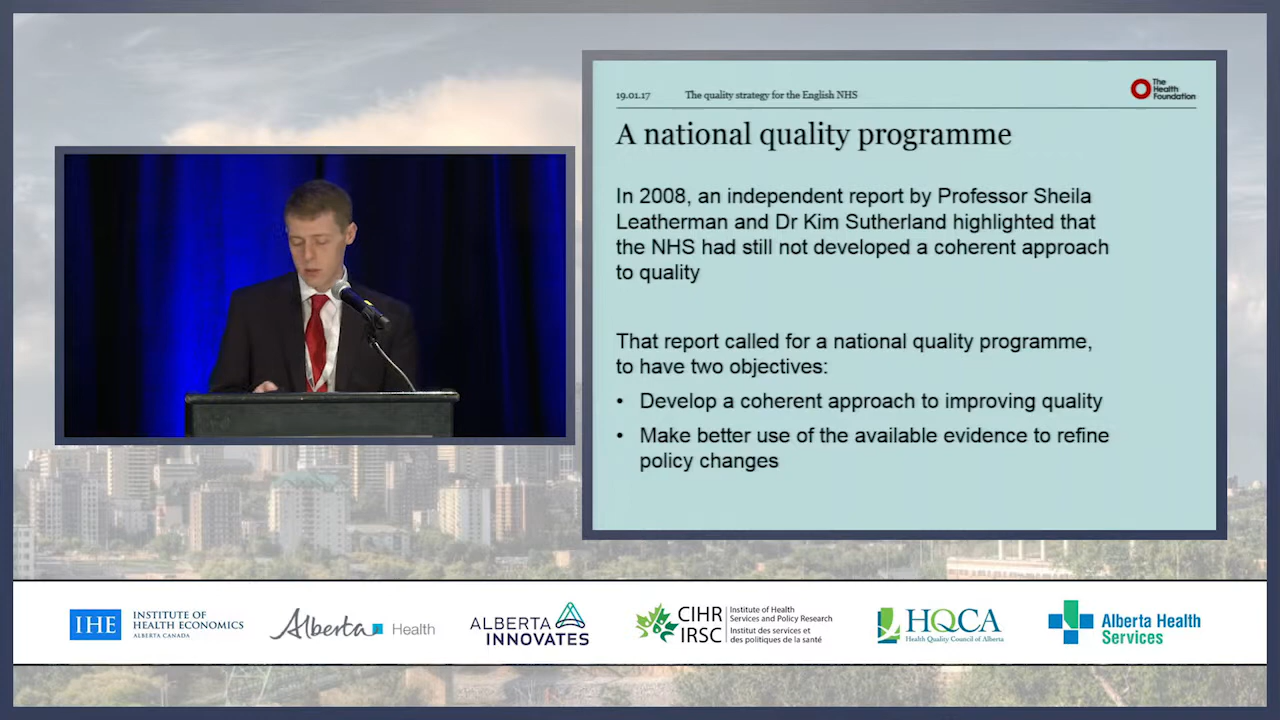 19.01.17 The quality strategy for the English NHS
The
Health
Foundation
A national quality programme
In 2008, an independent report by Professor Sheila
Leatherman and Dr Kim Sutherland highlighted that
the NHS had still not developed a coherent approach
to quality
That report called for a national quality programme,
to have two objectives:
• Develop a coherent approach to improving quality
• Make better use of the available evidence to refine
policy changes
IHE
INSTITUTE OF
HEALTH ECONOMICS
ALBERTA CANADA
Alberta Health
ALBERTA
INNOVATES
CIHR
IRSC
Institute of Health
Services and Policy Research
Institut des services et
des politiques de la santé
HQCA
Health Quality Council of Alberta
Alberta Health
Services